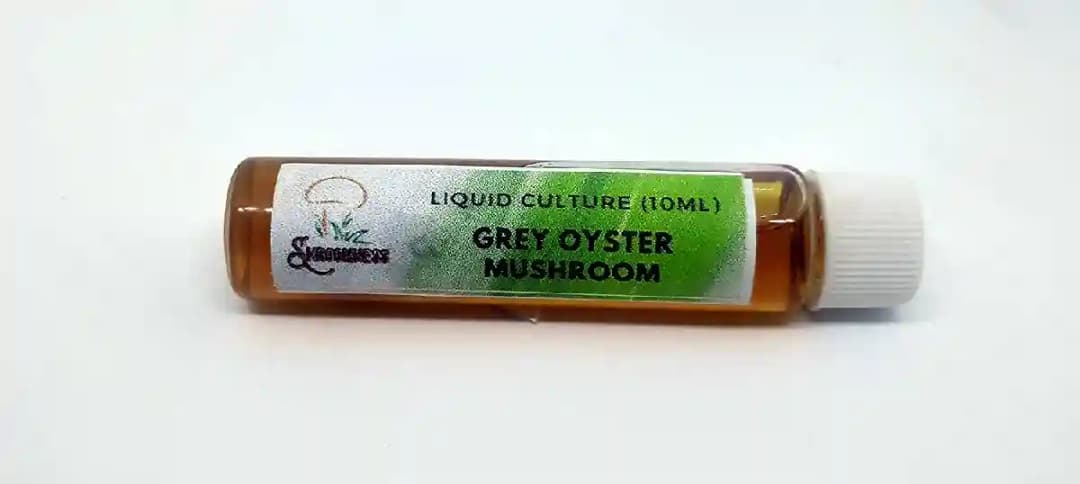 LIQUID CULTURE (10ML)
GREY OYSTER
MUSHROOM